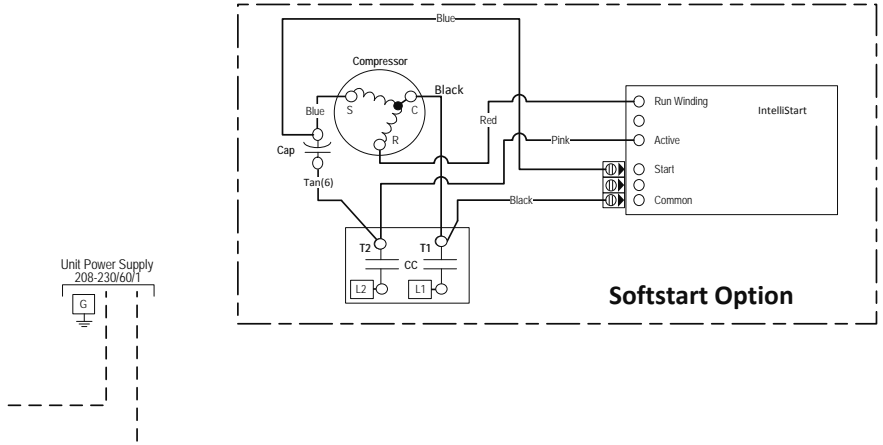 Blue
Compressor
Black
Blue
S
C
R
Red
Cap
Tan(6)
Pink
Black
Run Winding
IntelliStart
Active
Start
Common
T2
T1
CC
L2
L1
Softstart Option
Unit Power Supply
208-230/60/1
G